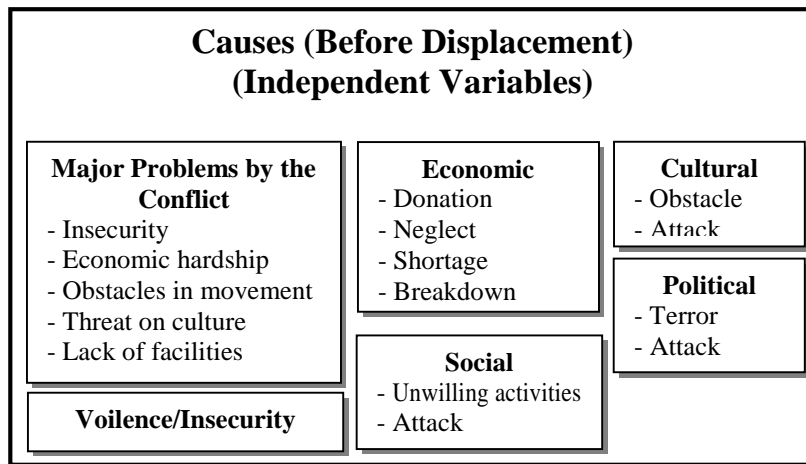 Causes (Before Displacement)
(Independent Variables)
Major Problems by the
Conflict
- Insecurity
- Economic hardship
- Obstacles in movement
- Threat on culture
- Lack of facilities
Voilence/Insecurity
Economic
- Donation
- Neglect
- Shortage
- Breakdown
Social
- Unwilling activities
- Attack
Cultural
- Obstacle
- Attack
Political
- Terror
- Attack